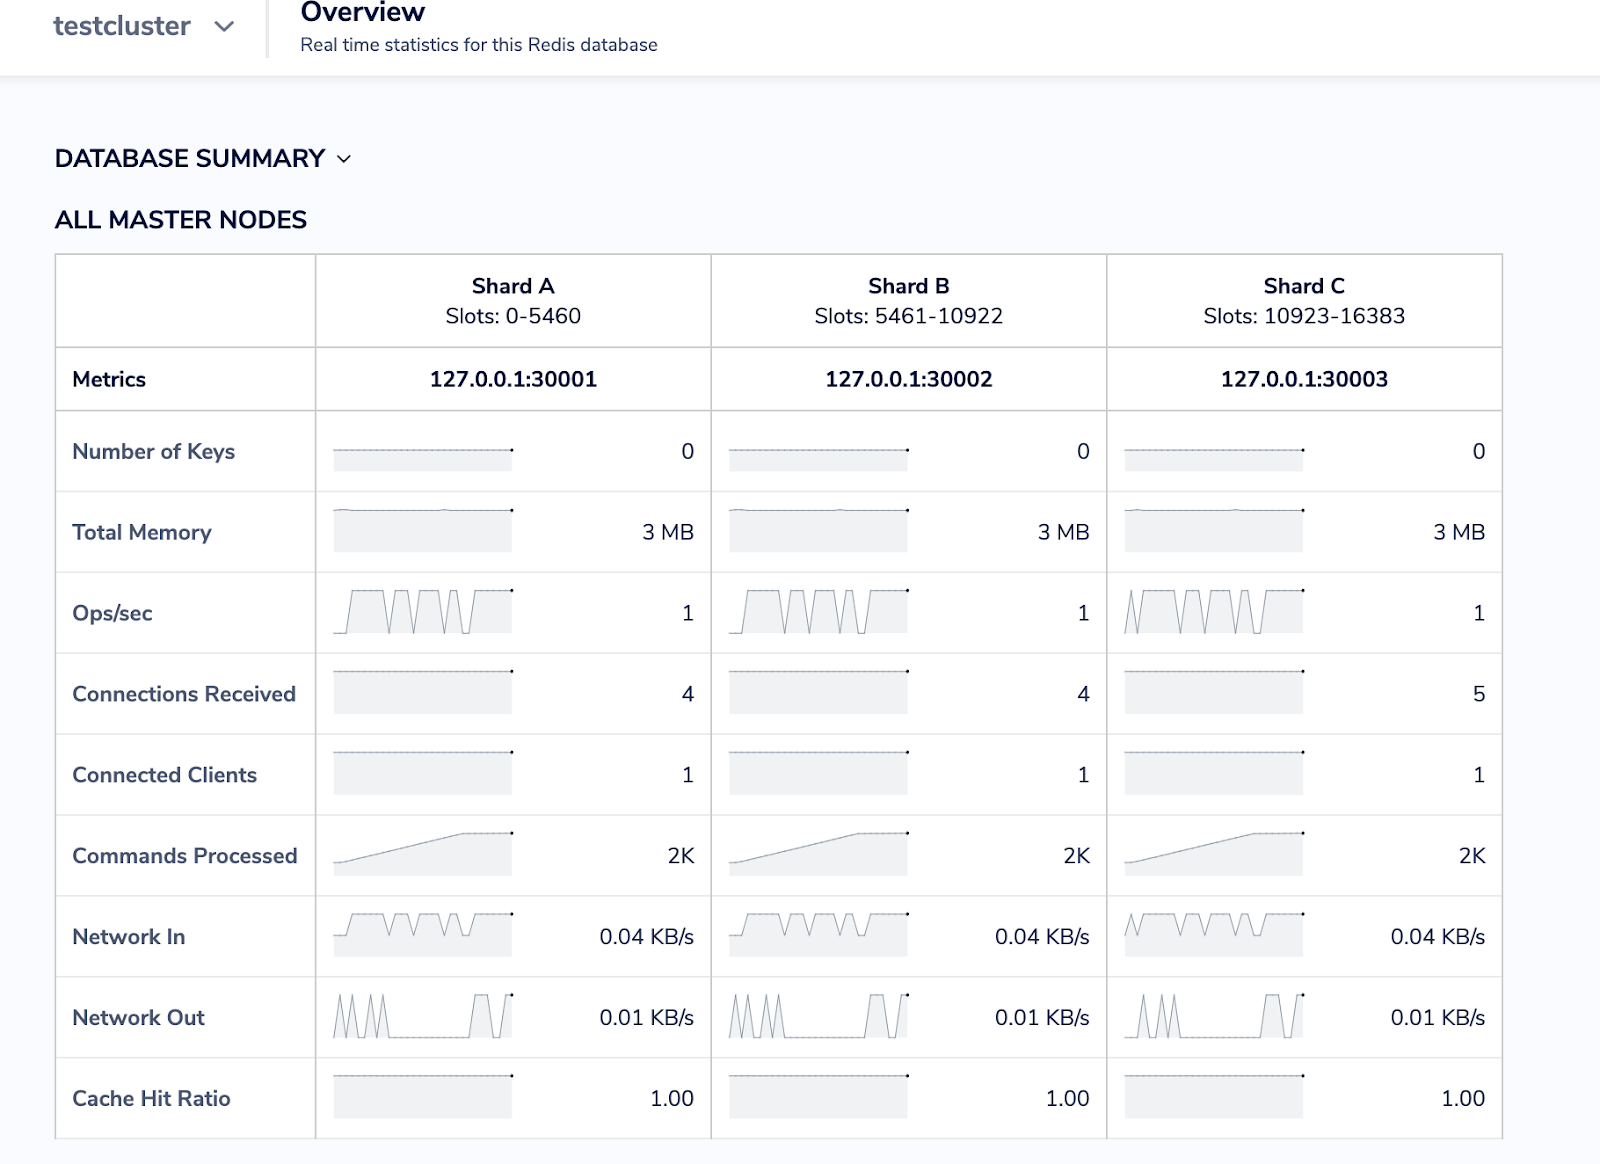 testcluster
Overview
Real time statistics for this Redis database
DATABASE SUMMARY
ALL MASTER NODES
Shard A Shard B Shard C
Slots: 0-5460 Slots: 5461-10922 Slots: 10923-16383
Metrics 127.0.0.1:30001 127.0.0.1:30002 127.0.0.1:30003
Number of Keys 0 0 0
Total Memory 3 MB 3 MB 3 MB
Ops/sec 1 1 1
Connections Received 4 4 5
Connected Clients 1 1 1
Commands Processed 2K 2K 2K
Network In 0.04 KB/s 0.04 KB/s 0.04 KB/s
Network Out 0.01 KB/s 0.01 KB/s 0.01 KB/s
Cache Hit Ratio 1.00 1.00 1.00